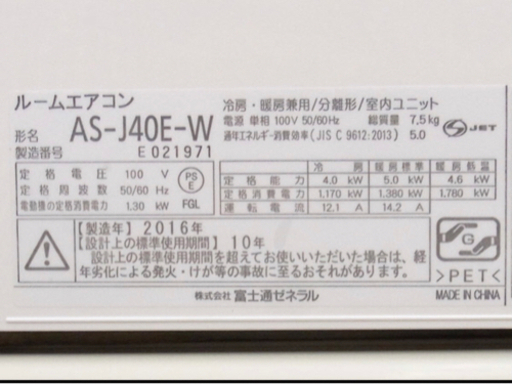 ルームエアコン
冷房・暖房兼用/分離形/室内ユニット
形名 AS-J40E-W
電源 単相 100V 50/60Hz 総質量 7.5kg
製造番号 E 021971
通年エネルギー消費効率(JIS C 9612:2013) 5.0
JET
定格電圧 100 V
定格周波数 50/60 Hz
電動機の定格消費電力 1.30 kW
PS
E
FGL
冷房 暖房標準 暖房低温
定格能力 4.0 kW 5.0 kW 4.6 kW
定格消費電力 1,170 kW 1,380 kW 1,780 kW
運転電流 12.1 A 14.2 A
【製造年】2016年
【設計上の標準使用期間】10年
設計上の標準使用期間を超えてお使いいただいた場合は、経
年劣化による発火・けが等の事故に至るおそれがあります。
G
>PET<
株式会社 富士通ゼネラル
MADE IN CHINA